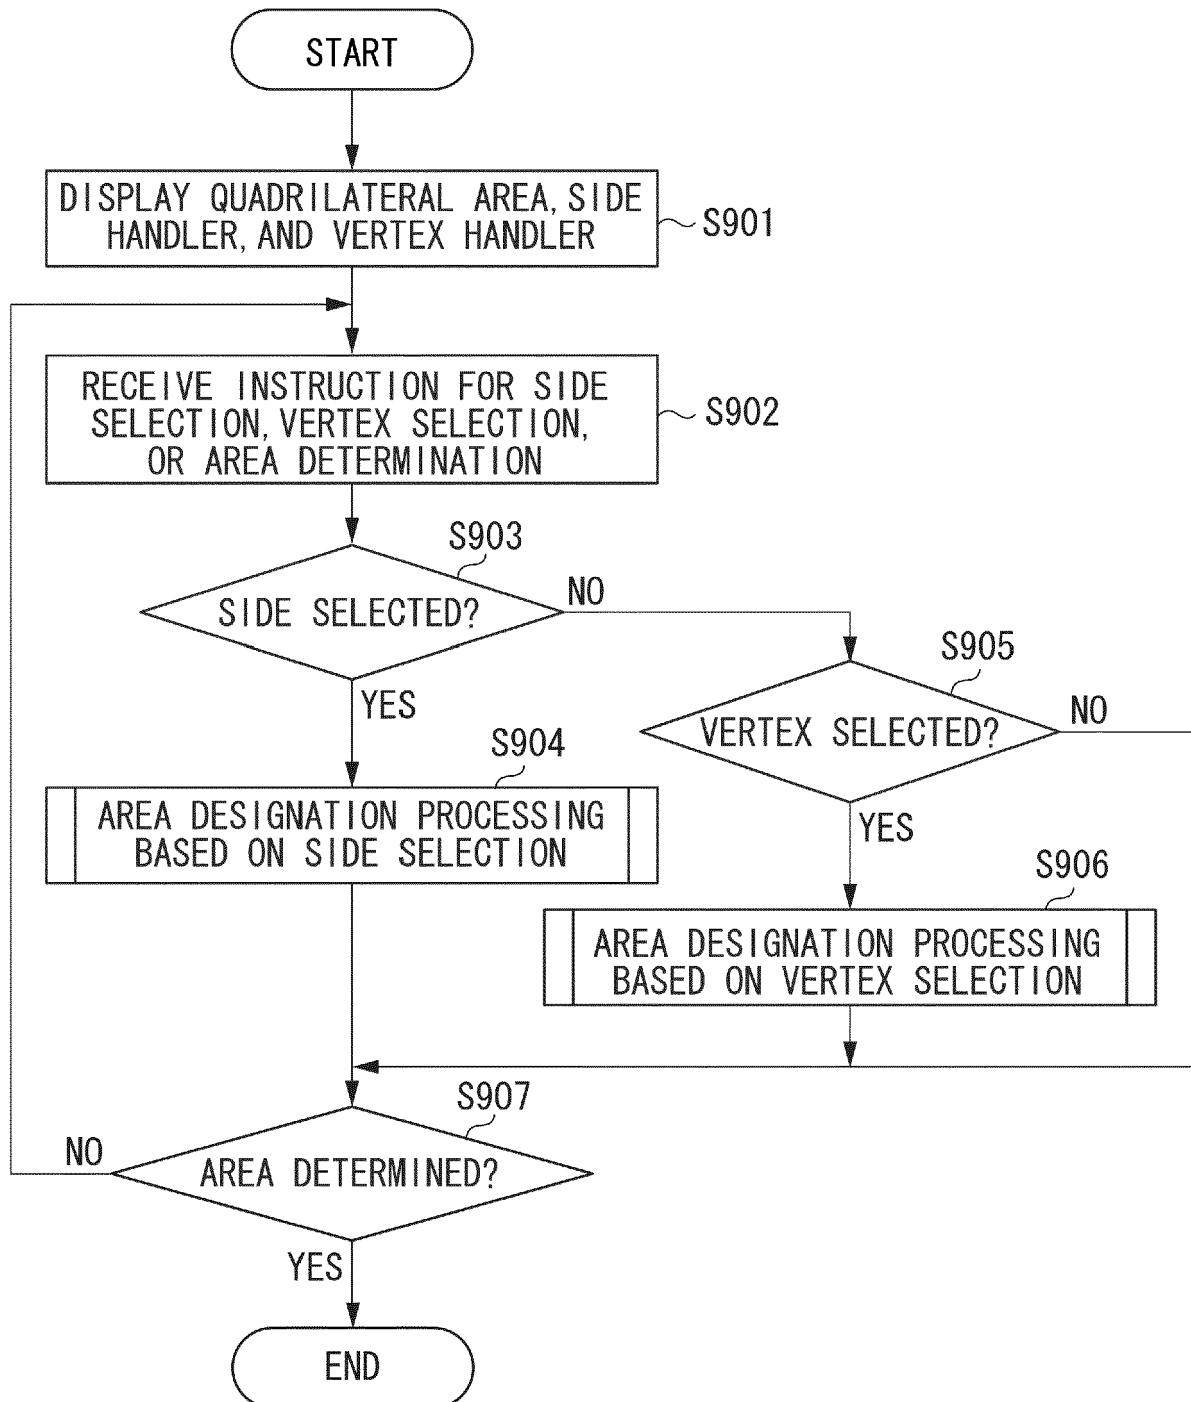 START
DISPLAY QUADRILATERAL AREA, SIDE
HANDLER, AND VERTEX HANDLER
S901
RECEIVE INSTRUCTION FOR SIDE
SELECTION, VERTEX SELECTION,
OR AREA DETERMINATION
S902
S903
SIDE SELECTED?
NO
YES
S905
VERTEX SELECTED?
NO
YES
S904
AREA DESIGNATION PROCESSING
BASED ON SIDE SELECTION
S906
AREA DESIGNATION PROCESSING
BASED ON VERTEX SELECTION
S907
AREA DETERMINED?
NO
YES
END